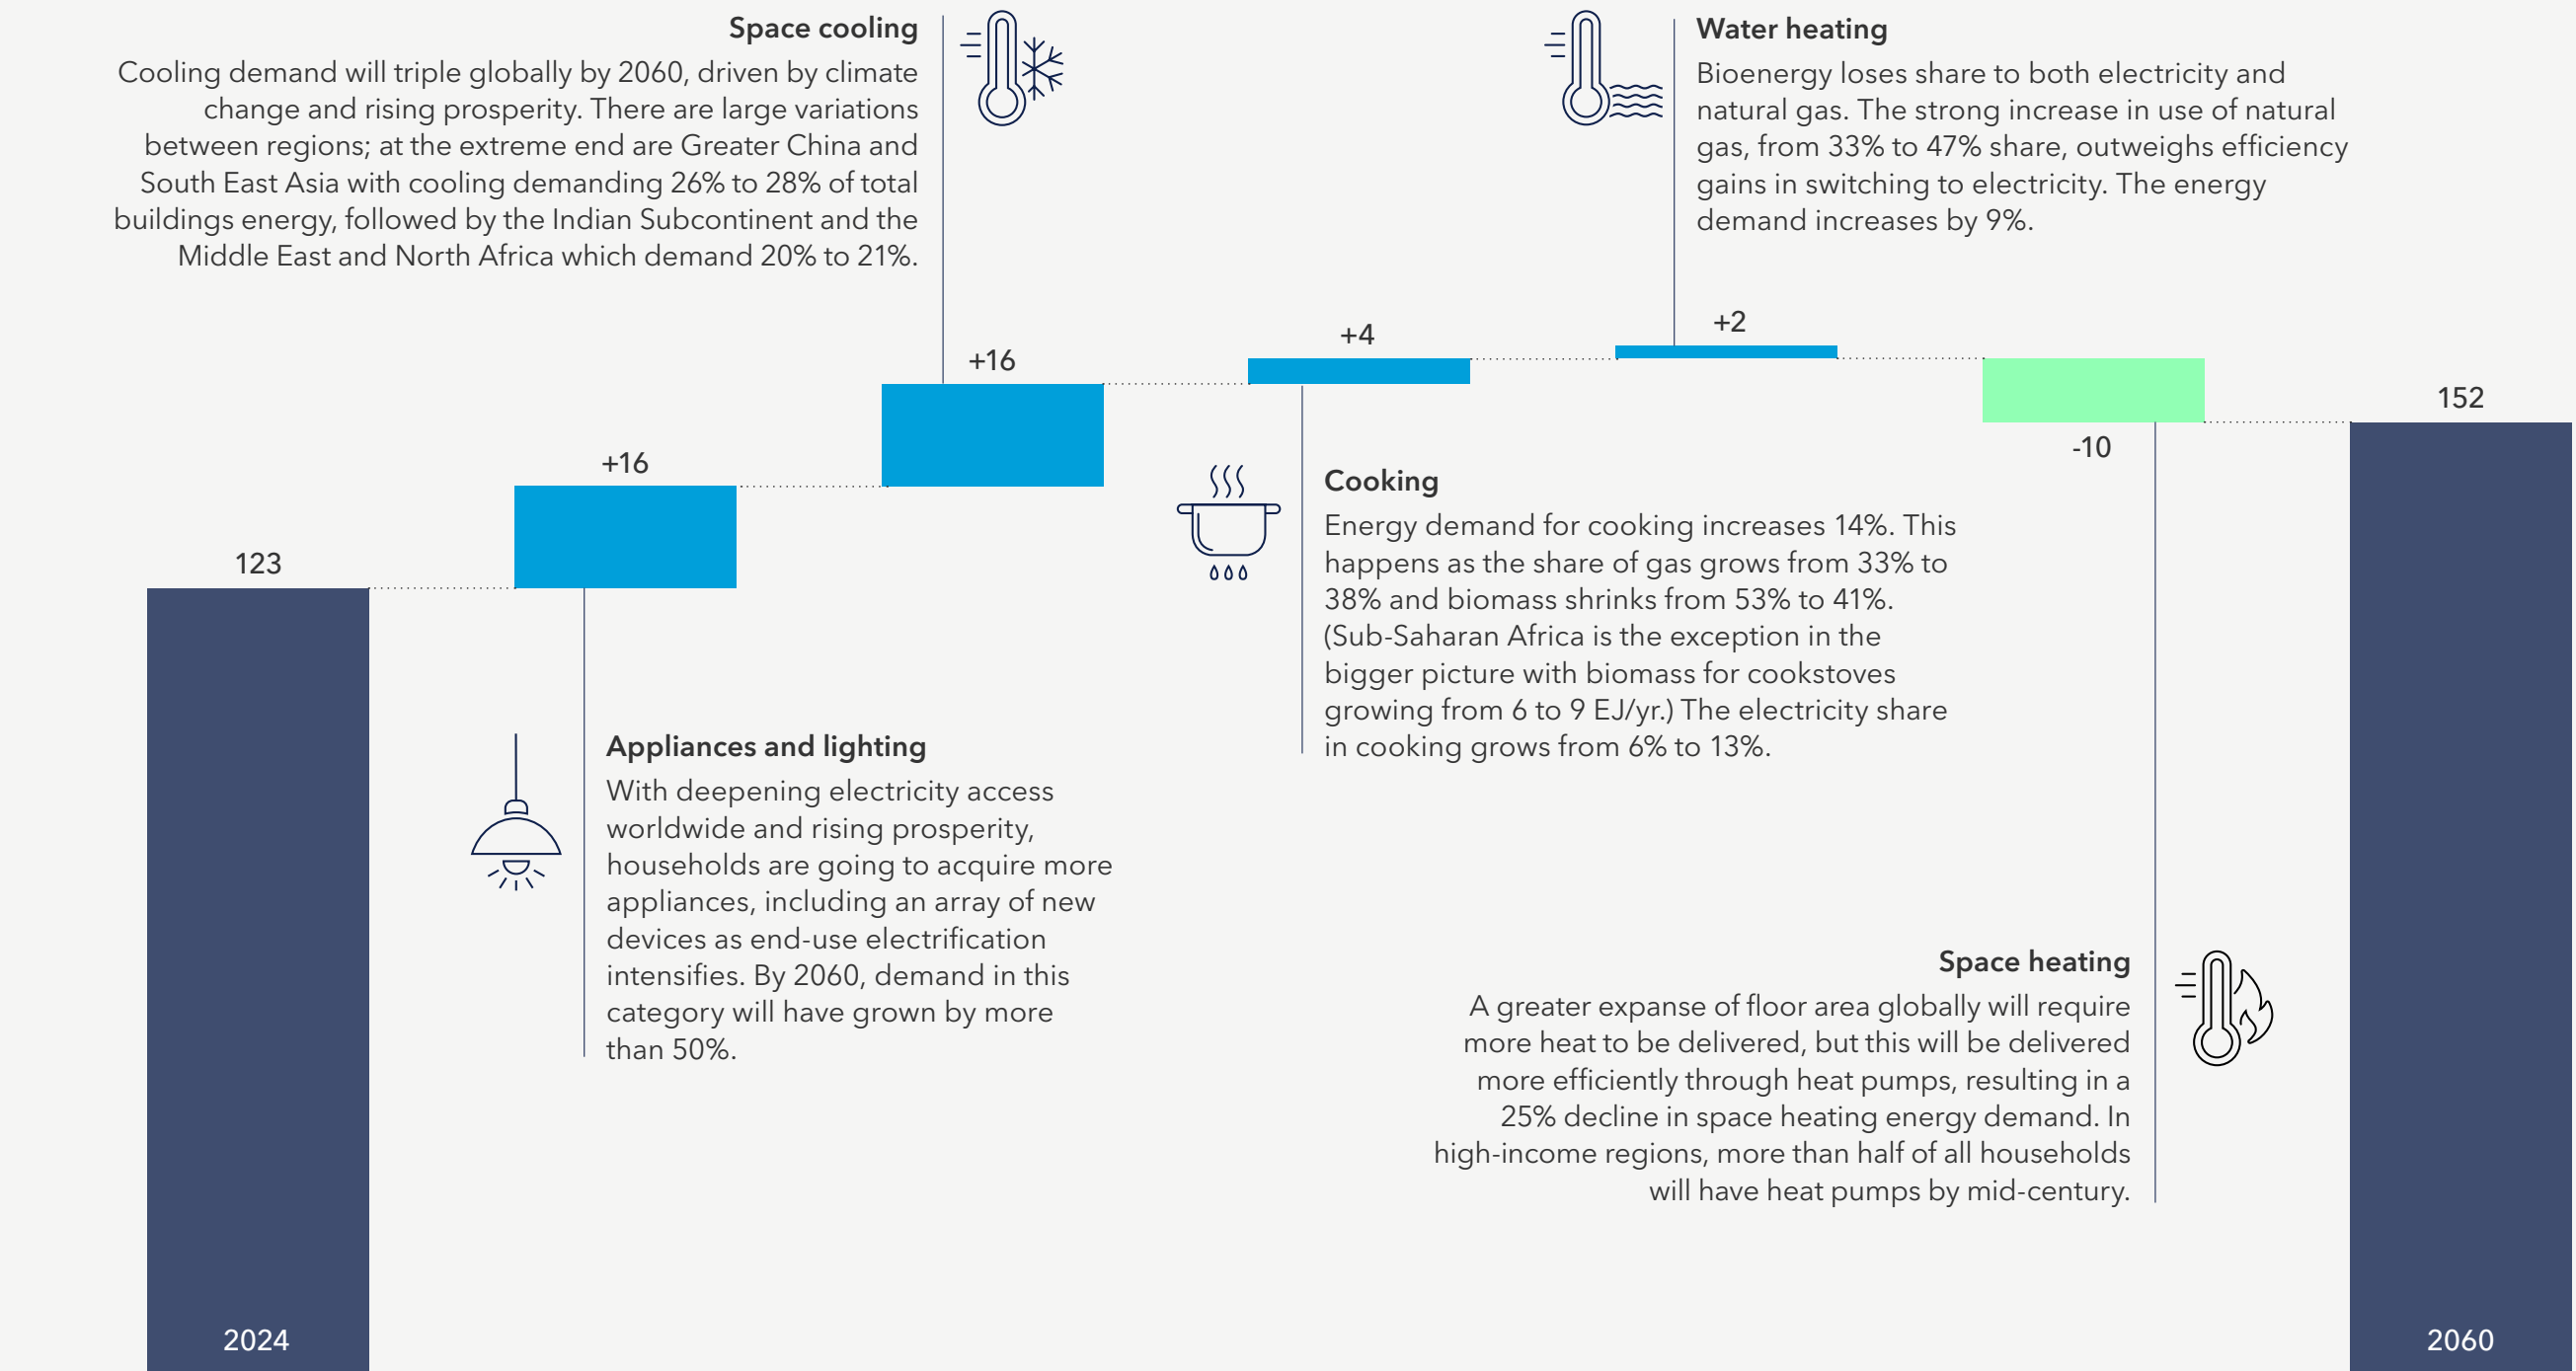 Space cooling
Cooling demand will triple globally by 2060, driven by climate
change and rising prosperity. There are large variations
between regions; at the extreme end are Greater China and
South East Asia with cooling demanding 26% to 28% of total
buildings energy, followed by the Indian Subcontinent and the
Middle East and North Africa which demand 20% to 21%.
Water heating
Bioenergy loses share to both electricity and
natural gas. The strong increase in use of natural
gas, from 33% to 47% share, outweighs efficiency
gains in switching to electricity. The energy
demand increases by 9%.
123
+16
+16
+4
+2
-10
152
Cooking
Energy demand for cooking increases 14%. This
happens as the share of gas grows from 33% to
38% and biomass shrinks from 53% to 41%.
(Sub-Saharan Africa is the exception in the
bigger picture with biomass for cookstoves
growing from 6 to 9 EJ/yr.) The electricity share
in cooking grows from 6% to 13%.
Appliances and lighting
With deepening electricity access
worldwide and rising prosperity,
households are going to acquire more
appliances, including an array of new
devices as end-use electrification
intensifies. By 2060, demand in this
category will have grown by more
than 50%.
Space heating
A greater expanse of floor area globally will require
more heat to be delivered, but this will be delivered
more efficiently through heat pumps, resulting in a
25% decline in space heating energy demand. In
high-income regions, more than half of all households
will have heat pumps by mid-century.
2024
2060